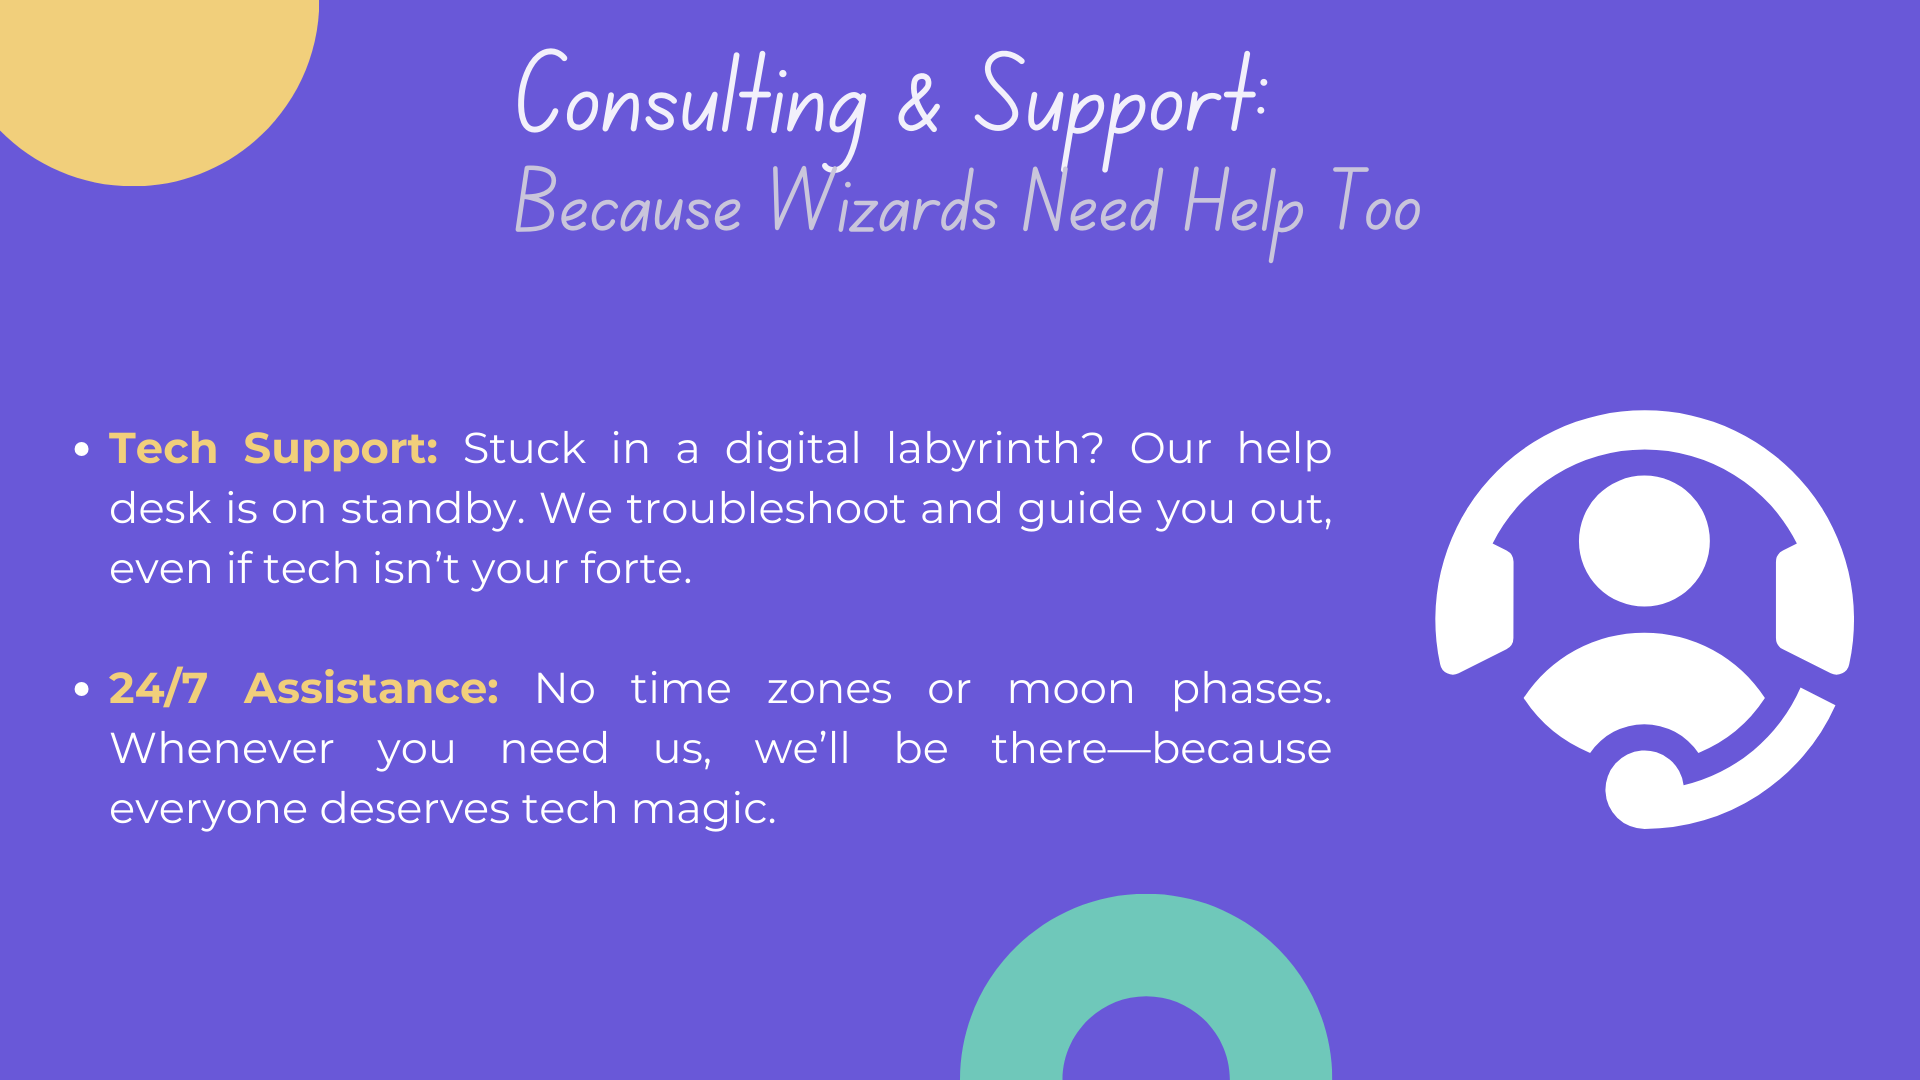 Consulting & Support:
Because Wizards Need Help Too
• Tech Support: Stuck in a digital labyrinth? Our help
desk is on standby. We troubleshoot and guide you out,
even if tech isn’t your forte.
• 24/7 Assistance: No time zones or moon phases.
Whenever you need us, we’ll be there—because
everyone deserves tech magic.